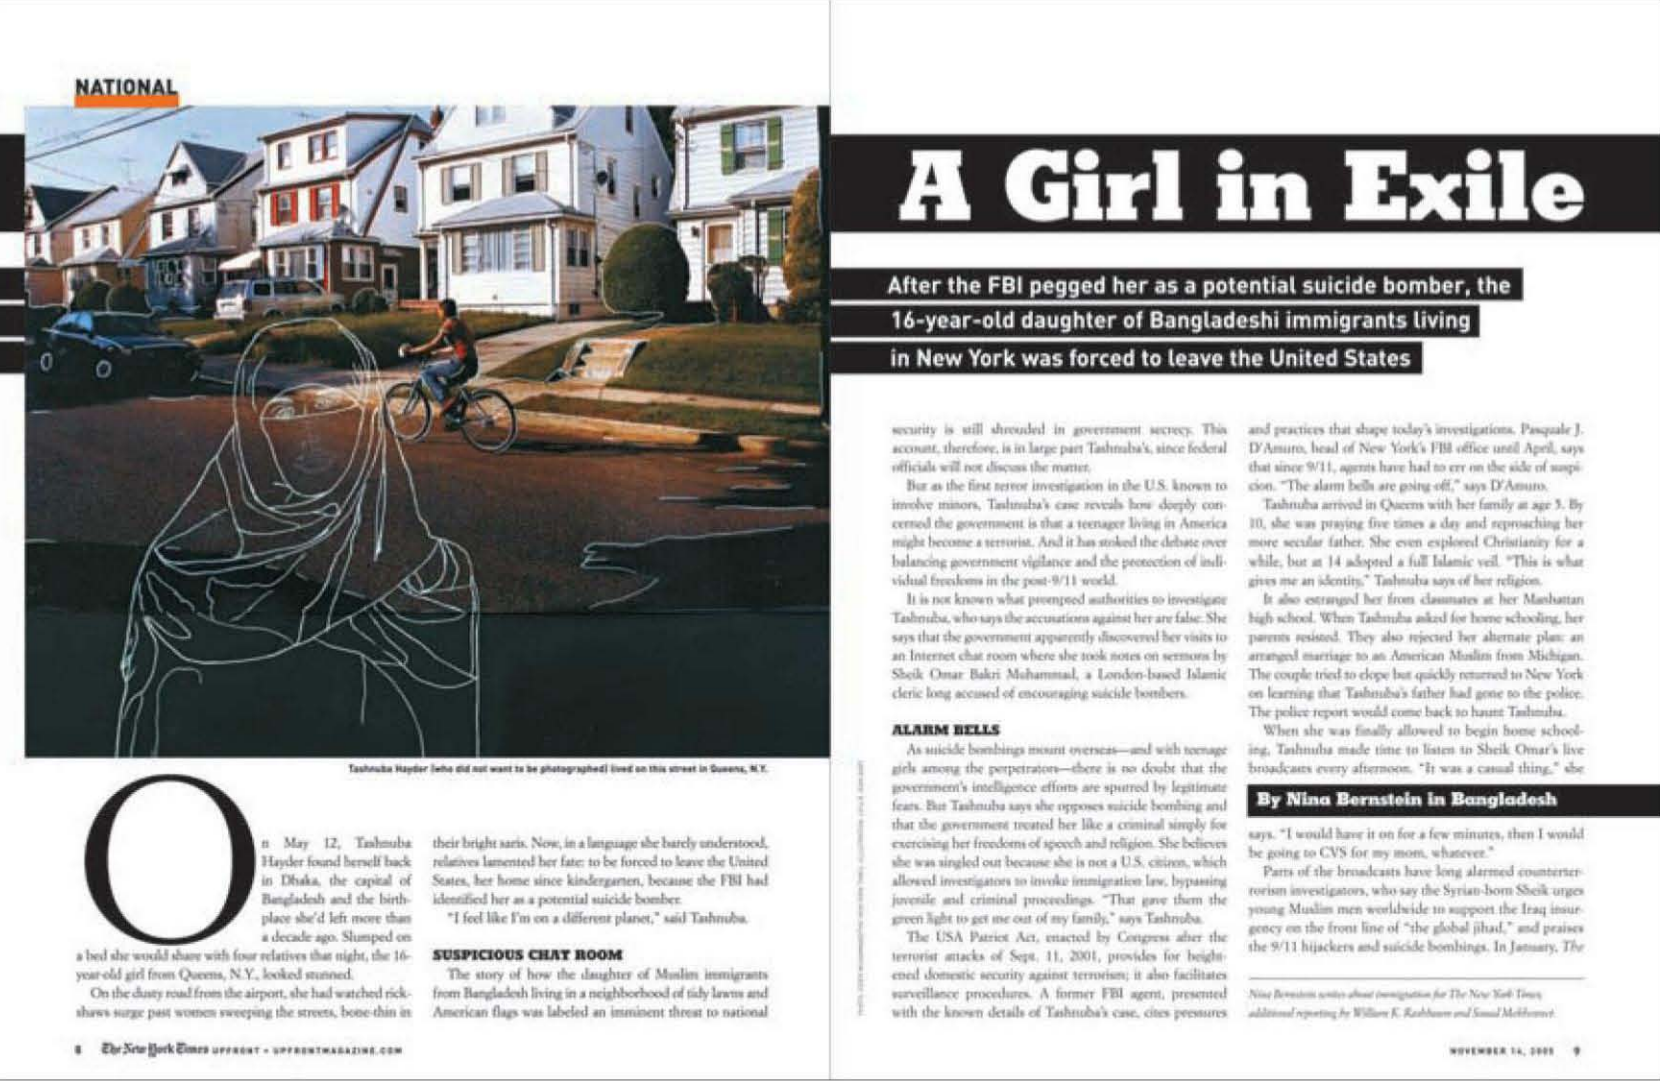 NATIONAL
Tashnuba Hayder (who did not want to be photographed) lived on this street in Queens, N.Y.
On May 12, Tashnuba
Hayder found herself back
in Dhaka, the capital of
Bangladesh and the birth-
place she'd left more than
a decade ago. Slumped on
a bed she would share with four relatives that night, the 16-
year-old girl from Queens, N.Y., looked stunned.
On the dusty road from the airport, she had watched rick-
shaws surge past women sweeping the streets, bone-thin in
their bright saris. Now, in a language she barely understood,
relatives lamented her fate: to be forced to leave the United
States, her home since kindergarten, because the FBI had
identified her as a potential suicide bomber.
"I feel like I'm on a different planet," said Tashnuba.
SUSPICIOUS CHAT ROOM
The story of how the daughter of Muslim immigrants
from Bangladesh living in a neighborhood of tidy lawns and
American flags was labeled an imminent threat to national
8 The New York Times UPFRONT • UPFRONTMAGAZINE.COM
A Girl in Exile
After the FBI pegged her as a potential suicide bomber, the
16-year-old daughter of Bangladeshi immigrants living
in New York was forced to leave the United States
security is still shrouded in government secrecy. This
account, therefore, is in large part Tashnuba's, since federal
officials will not discuss the matter.
But as the first terror investigation in the U.S. known to
involve minors, Tashnuba's case reveals how deeply con-
cerned the government is that a teenager living in America
might become a terrorist. And it has stoked the debate over
balancing government vigilance and the protection of indi-
vidual freedoms in the post-9/11 world.
It is not known what prompted authorities to investigate
Tashnuba, who says the accusations against her are false. She
says that the government apparently discovered her visits to
an Internet chat room where she took notes on sermons by
Sheik Omar Bakri Muhammad, a London-based Islamic
cleric long accused of encouraging suicide bombers.
ALARM BELLS
As suicide bombings mount overseas—and with teenage
girls among the perpetrators—there is no doubt that the
government's intelligence efforts are spurred by legitimate
fears. But Tashnuba says she opposes suicide bombing and
that the government treated her like a criminal simply for
exercising her freedoms of speech and religion. She believes
she was singled out because she is not a U.S. citizen, which
allowed investigators to invoke immigration law, bypassing
juvenile and criminal proceedings. "That gave them the
green light to get me out of my family," says Tashnuba.
The USA Patriot Act, enacted by Congress after the
terrorist attacks of Sept. 11, 2001, provides for height-
ened domestic security against terrorism; it also facilitates
surveillance procedures. A former FBI agent, presented
with the known details of Tashnuba's case, cites pressures
and practices that shape today's investigations. Pasquale J.
D'Amuro, head of New York's FBI office until April, says
that since 9/11, agents have had to err on the side of suspi-
cion. "The alarm bells are going off," says D'Amuro.
Tashnuba arrived in Queens with her family at age 5. By
10, she was praying five times a day and reproaching her
more secular father. She even explored Christianity for a
while, but at 14 adopted a full Islamic veil. "This is what
gives me an identity," Tashnuba says of her religion.
It also estranged her from classmates at her Manhattan
high school. When Tashnuba asked for home schooling, her
parents resisted. They also rejected her alternate plan: an
arranged marriage to an American Muslim from Michigan.
The couple tried to elope but quickly returned to New York
on learning that Tashnuba's father had gone to the police.
The police report would come back to haunt Tashnuba.
When she was finally allowed to begin home school-
ing, Tashnuba made time to listen to Sheik Omar's live
broadcasts every afternoon. "It was a casual thing," she
By Nina Bernstein in Bangladesh
says. "I would have it on for a few minutes, then I would
be going to CVS for my mom, whatever."
Parts of the broadcasts have long alarmed counterter-
rorism investigators, who say the Syrian-born Sheik urges
young Muslim men worldwide to support the Iraq insur-
gency on the front line of "the global jihad," and praises
the 9/11 hijackers and suicide bombings. In January, The
Nina Bernstein writes about immigration for The New York Times;
additional reporting by William K. Rashbaum and Souad Mekhennet.
NOVEMBER 14, 2005 9